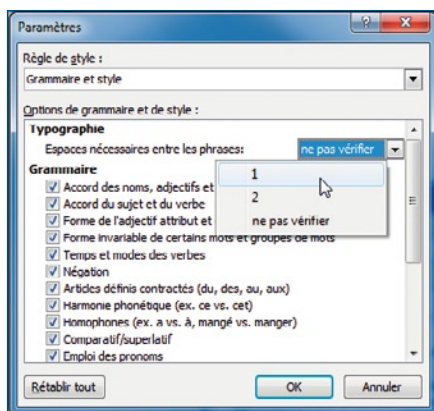 Paramètres
Règle de style :
Grammaire et style
Options de grammaire et de style :
Typographie
Espaces nécessaires entre les phrases: ne pas vérifier
1
2
ne pas vérifier
Grammaire
Accord des noms, adjectifs et
Accord du sujet et du verbe
Forme de l'adjectif attribut et
Forme invariable de certains mots et groupes de mots
Temps et modes des verbes
Négation
Articles définis contractés (du, des, au, aux)
Harmonie phonétique (ex. ce vs. cet)
Homophones (ex. a vs. à, mangé vs. manger)
Comparatif/superlatif
Emploi des pronoms
Rétablir tout OK Annuler